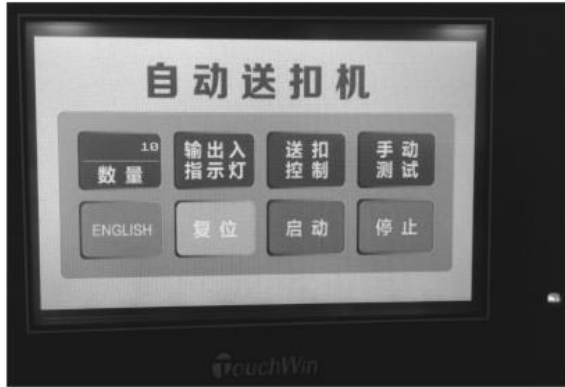 自动送扣机
10
数量
输出入
指示灯
送扣
控制
手动
测试
ENGLISH
复位
启动
停止
TouchWin